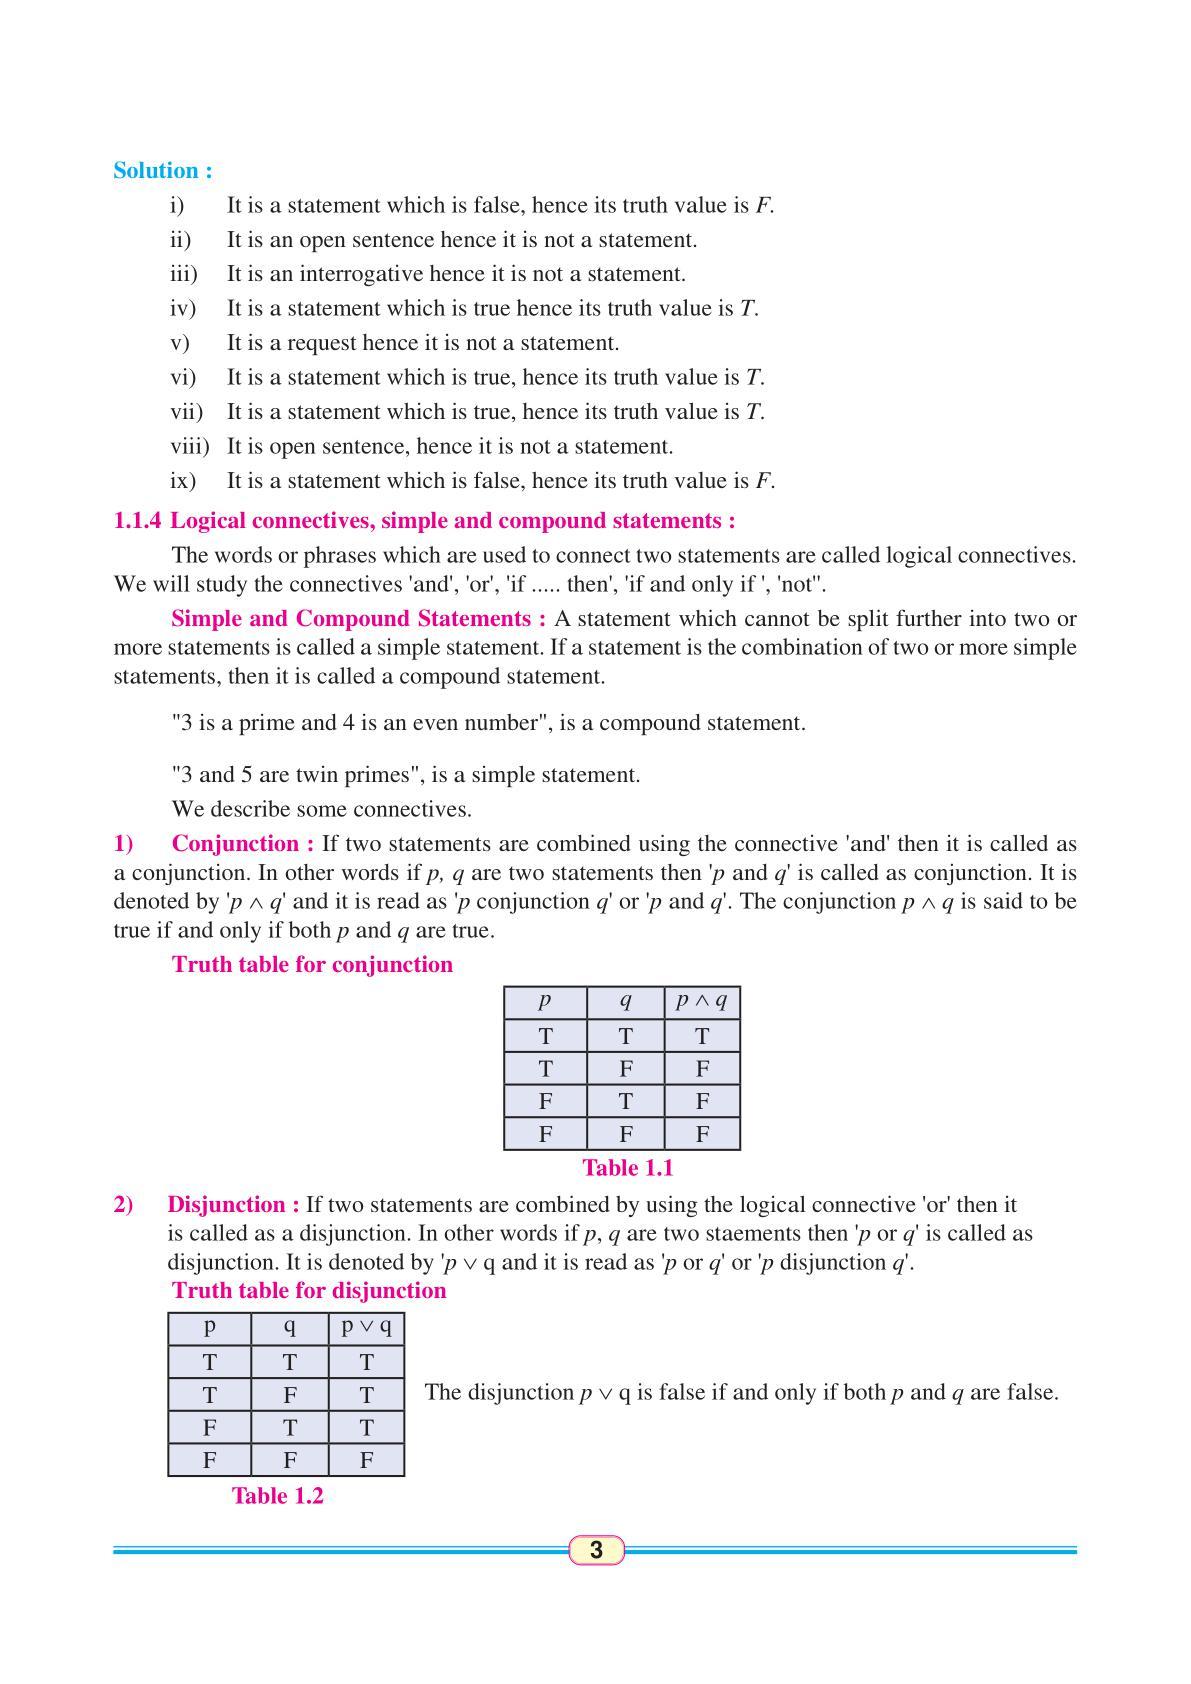 Solution :
i) It is a statement which is false, hence its truth value is F.
ii) It is an open sentence hence it is not a statement.
iii) It is an interrogative hence it is not a statement.
iv) It is a statement which is true hence its truth value is T.
v) It is a request hence it is not a statement.
vi) It is a statement which is true, hence its truth value is T.
vii) It is a statement which is true, hence its truth value is T.
viii) It is open sentence, hence it is not a statement.
ix) It is a statement which is false, hence its truth value is F.
1.1.4 Logical connectives, simple and compound statements :
The words or phrases which are used to connect two statements are called logical connectives.
We will study the connectives 'and', 'or', 'if ..... then', 'if and only if ', 'not''.
Simple and Compound Statements : A statement which cannot be split further into two or
more statements is called a simple statement. If a statement is the combination of two or more simple
statements, then it is called a compound statement.
"3 is a prime and 4 is an even number", is a compound statement.
"3 and 5 are twin primes", is a simple statement.
We describe some connectives.
1) Conjunction : If two statements are combined using the connective 'and' then it is called as
a conjunction. In other words if p, q are two statements then 'p and q' is called as conjunction. It is
denoted by 'p ∧ q' and it is read as 'p conjunction q' or 'p and q'. The conjunction p ∧ q is said to be
true if and only if both p and q are true.
Truth table for conjunction
p q p ∧ q
T T T
T F F
F T F
F F F
Table 1.1
2) Disjunction : If two statements are combined by using the logical connective 'or' then it
is called as a disjunction. In other words if p, q are two staements then 'p or q' is called as
disjunction. It is denoted by 'p ∨ q and it is read as 'p or q' or 'p disjunction q'.
Truth table for disjunction
p q p ∨ q
T T T
T F T
F T T
F F F
The disjunction p ∨ q is false if and only if both p and q are false.
Table 1.2
3